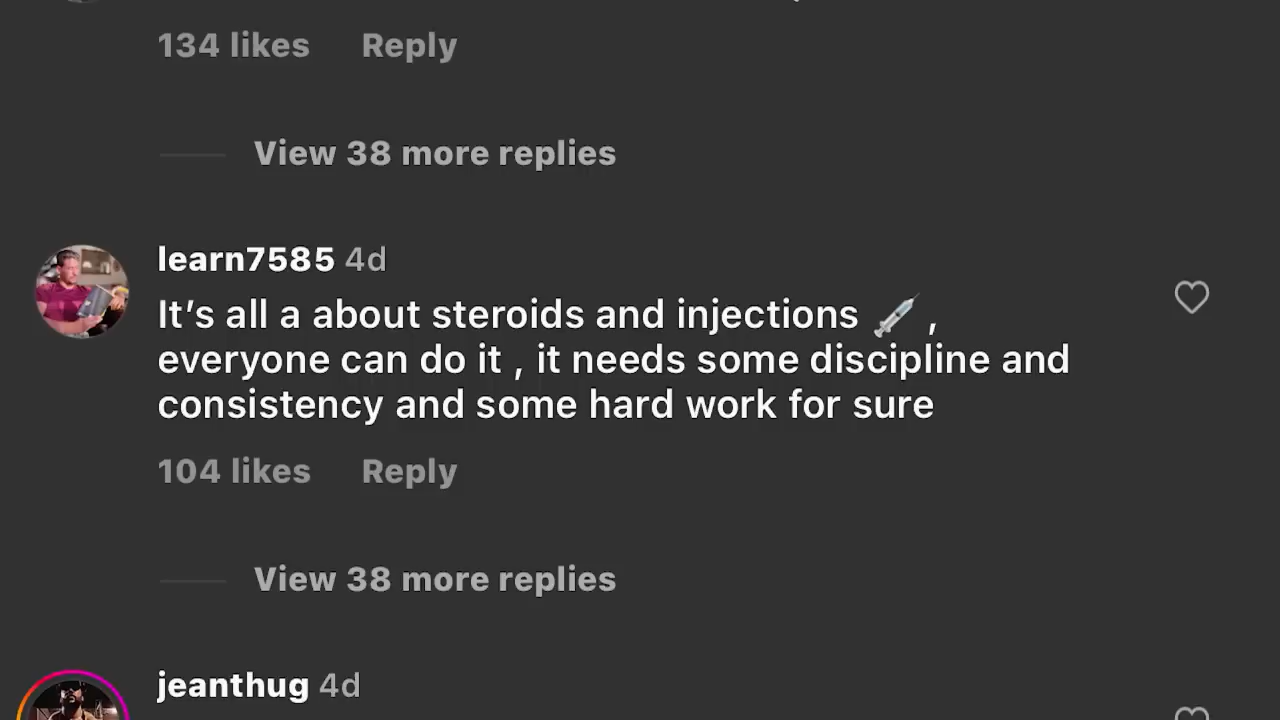 134 likes Reply
View 38 more replies
learn7585 4d
It’s all a about steroids and injections 💉 ,
everyone can do it , it needs some discipline and
consistency and some hard work for sure
104 likes Reply
View 38 more replies
jeanthug 4d